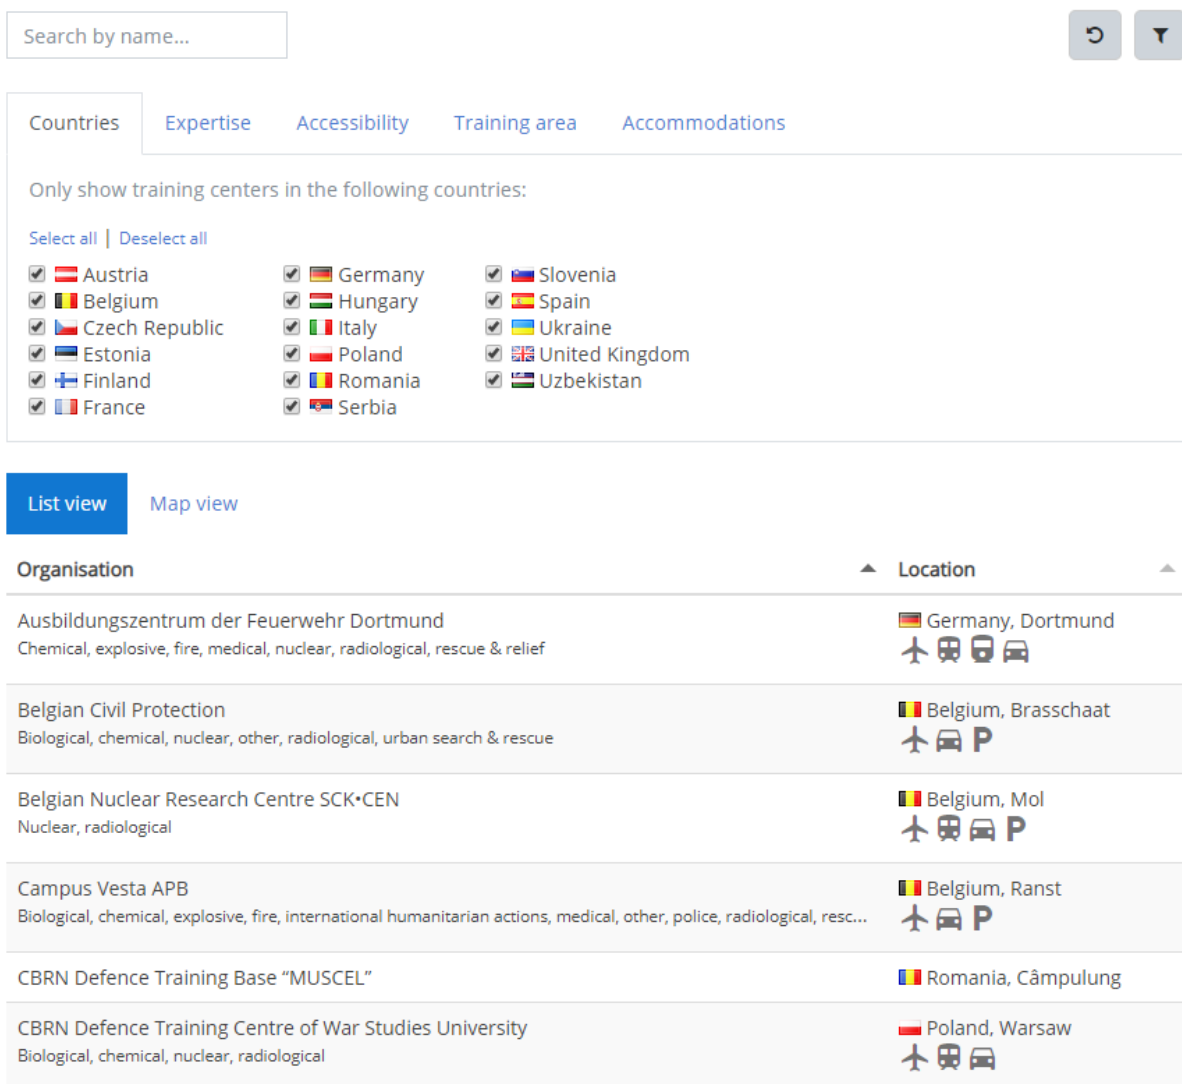 Search by name...
Countries Expertise Accessibility Training area Accommodations
Only show training centers in the following countries:
Select all | Deselect all
Austria Germany Slovenia
Belgium Hungary Spain
Czech Republic Italy Ukraine
Estonia Poland United Kingdom
Finland Romania Uzbekistan
France Serbia
List view Map view
Organisation Location
Ausbildungszentrum der Feuerwehr Dortmund Germany, Dortmund
Chemical, explosive, fire, medical, nuclear, radiological, rescue & relief
Belgian Civil Protection Belgium, Brasschaat
Biological, chemical, nuclear, other, radiological, urban search & rescue P
Belgian Nuclear Research Centre SCK•CEN Belgium, Mol
Nuclear, radiological P
Campus Vesta APB Belgium, Ranst
Biological, chemical, explosive, fire, international humanitarian actions, medical, other, police, radiological, resc... P
CBRN Defence Training Base “MUSCEL” Romania, Câmpulung
CBRN Defence Training Centre of War Studies University Poland, Warsaw
Biological, chemical, nuclear, radiological